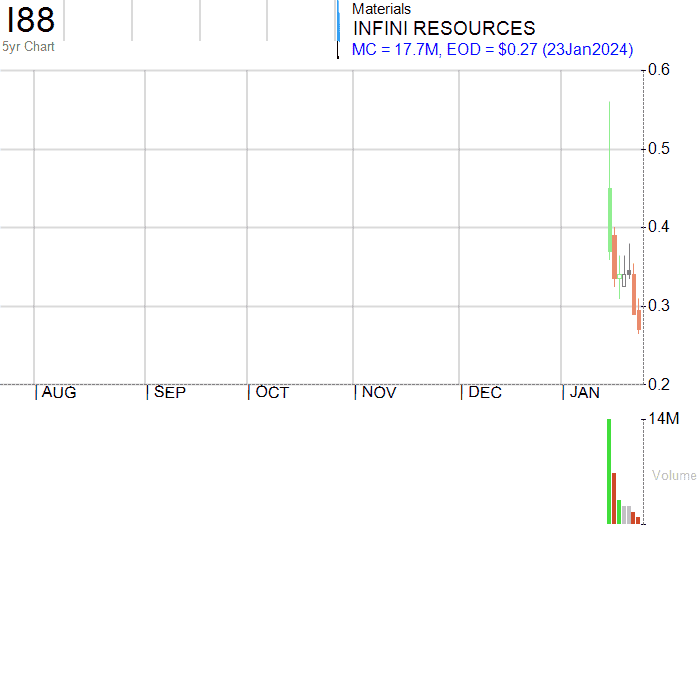 I88
5yr Chart
Materials
INFINI RESOURCES
MC = 17.7M, EOD = $0.27 (23Jan2024)
0.6
0.5
0.4
0.3
0.2
AUG SEP OCT NOV DEC JAN
14M
Volume